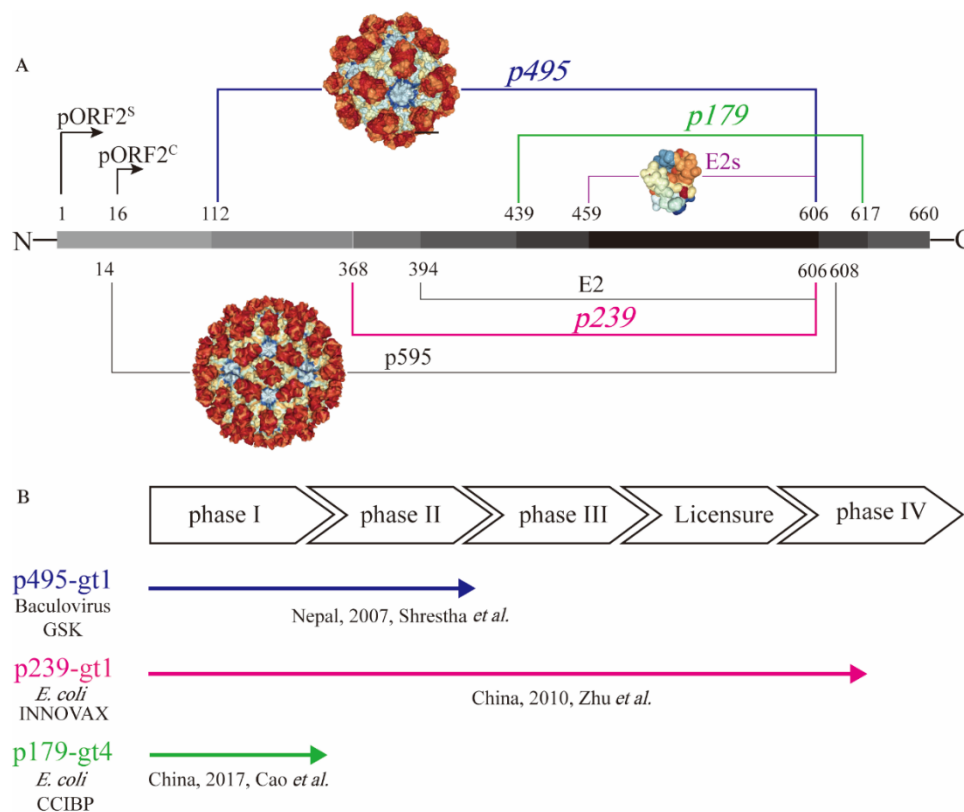 A
p495
p179
pORF2S
pORF2C
E2s
1 16 112 439 459 606 617 660
N C
14 368 394 606 608
E2
p239
p595
B
phase I phase II phase III Licensure phase IV
p495-gt1
Baculovirus
GSK
Nepal, 2007, Shrestha et al.
p239-gt1
E. coli
INNOVAX
China, 2010, Zhu et al.
p179-gt4
E. coli
CCIBP
China, 2017, Cao et al.